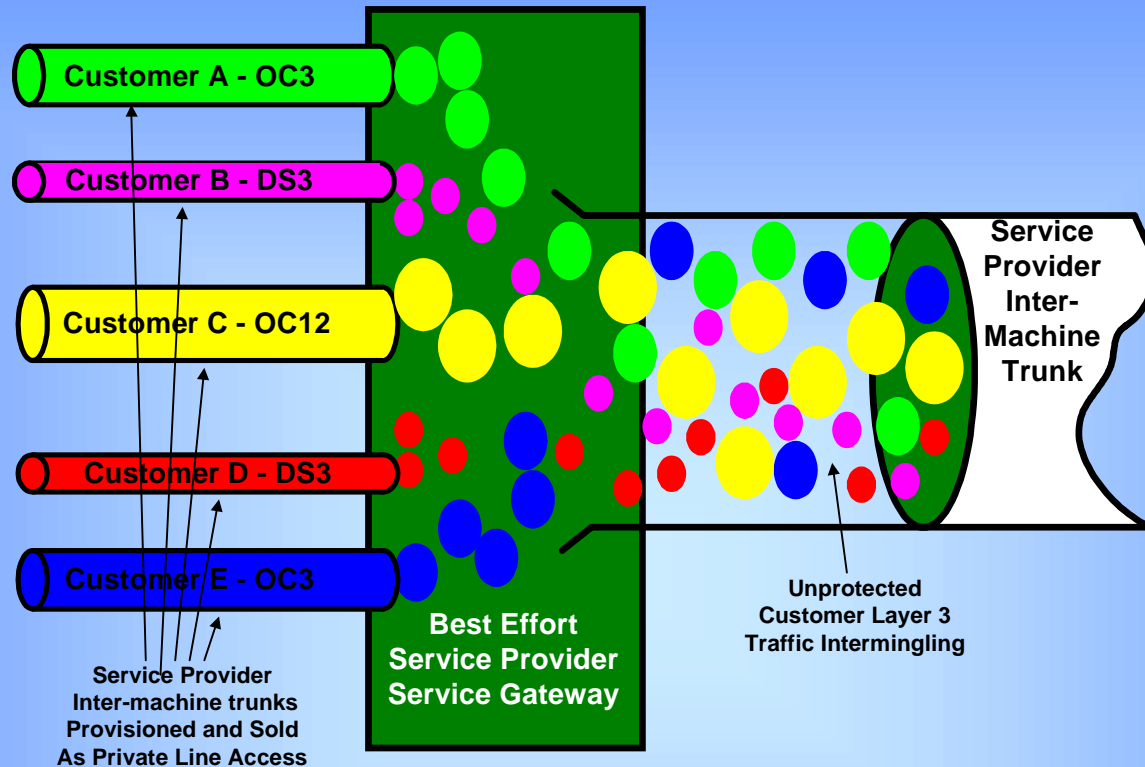 Customer A - OC3
Customer B - DS3
Customer C - OC12
Customer D - DS3
Customer E - OC3
Service Provider
Inter-machine trunks
Provisioned and Sold
As Private Line Access
Best Effort
Service Provider
Service Gateway
Unprotected
Customer Layer 3
Traffic Intermingling
Service
Provider
Inter-
Machine
Trunk